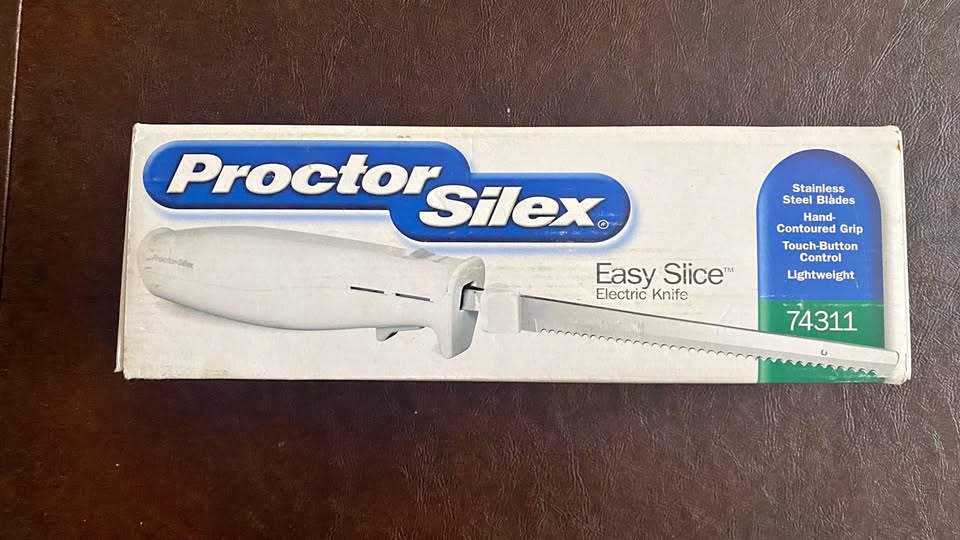 Proctor
Silex®
Proctor-Silex
Easy Slice™
Electric Knife
Stainless
Steel Blades
Hand-
Contoured Grip
Touch-Button
Control
Lightweight
74311